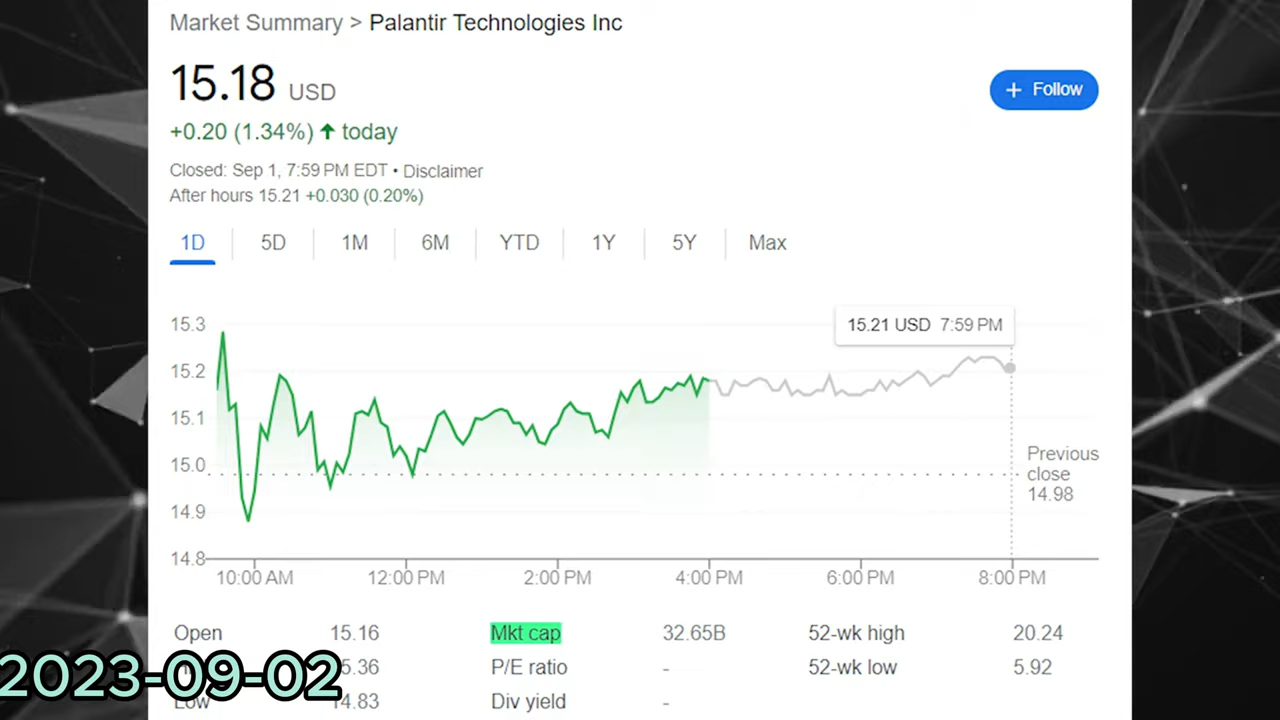 Market Summary > Palantir Technologies Inc
15.18 USD
+ Follow
+0.20 (1.34%) ↑ today
Closed: Sep 1, 7:59 PM EDT • Disclaimer
After hours 15.21 +0.030 (0.20%)
1D 5D 1M 6M YTD 1Y 5Y Max
15.21 USD 7:59 PM
15.3
15.2
15.1
15.0
14.9
14.8
Previous
close
14.98
10:00 AM 12:00 PM 2:00 PM 4:00 PM 6:00 PM 8:00 PM
Open 15.16 Mkt cap 32.65B 52-wk high 20.24
5.36 P/E ratio - 52-wk low 5.92
2023-09-02
Low 14.83 Div yield -